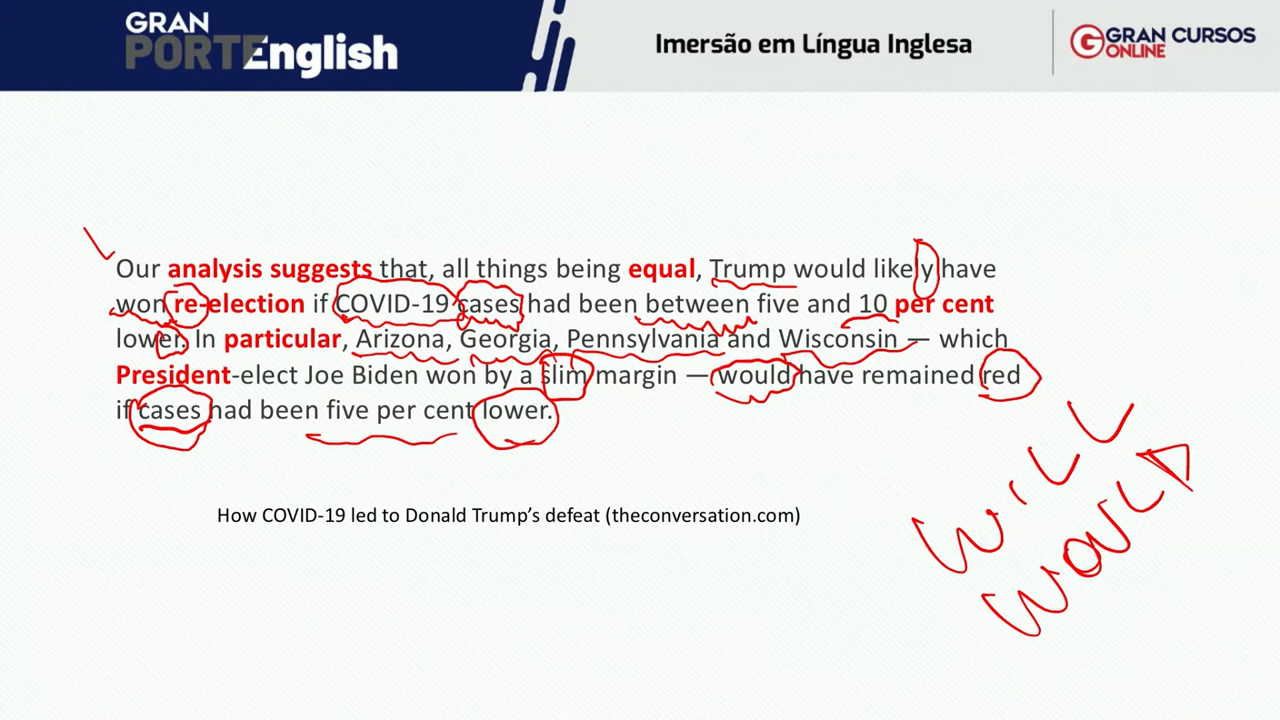 GRAN
PORTEnglish
Imersão em Língua Inglesa
GRAN CURSOS
ONLINE
Our analysis suggests that, all things being equal, Trump would likely have
won re-election if COVID-19 cases had been between five and 10 per cent
lower. In particular, Arizona, Georgia, Pennsylvania and Wisconsin — which
President-elect Joe Biden won by a slim margin — would have remained red
if cases had been five per cent lower.
How COVID-19 led to Donald Trump's defeat (theconversation.com)
WILL
WOULD